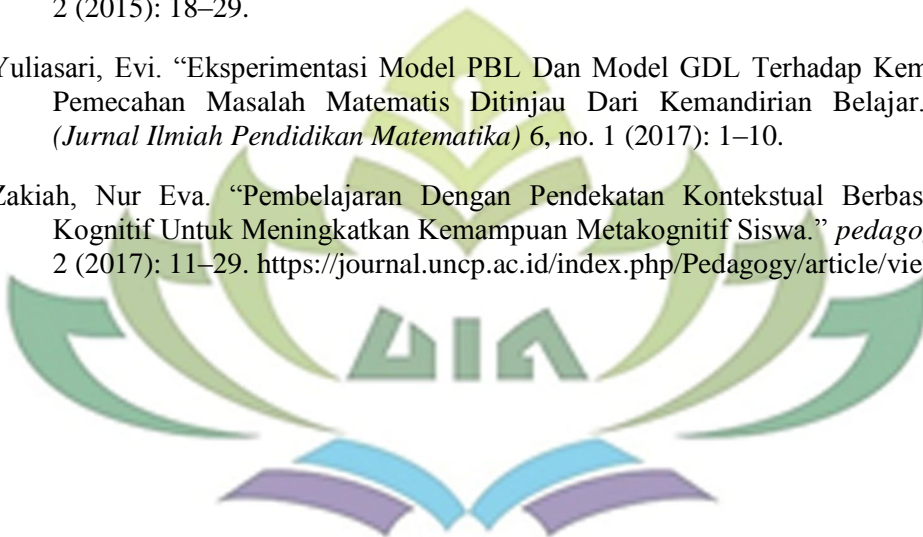 2 (2015): 18–29.
Yuliasari, Evi. “Eksperimentasi Model PBL Dan Model GDL Terhadap Kem
Pemecahan Masalah Matematis Ditinjau Dari Kemandirian Belajar.
(Jurnal Ilmiah Pendidikan Matematika) 6, no. 1 (2017): 1–10.
Zakiah, Nur Eva. “Pembelajaran Dengan Pendekatan Kontekstual Berbas
Kognitif Untuk Meningkatkan Kemampuan Metakognitif Siswa.” pedago
2 (2017): 11–29. https://journal.uncp.ac.id/index.php/Pedagogy/article/vie
UIN